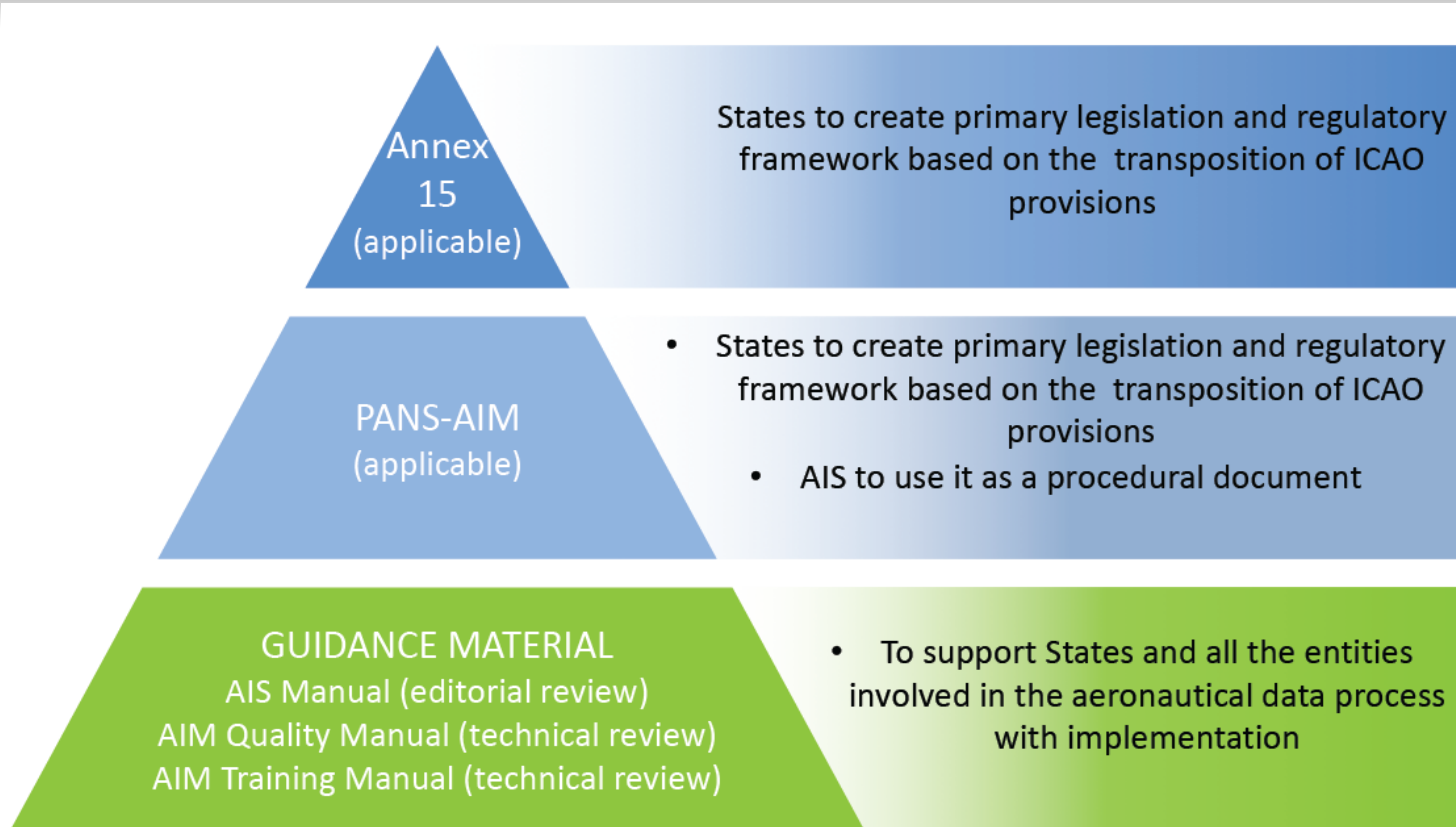 Annex
15
(applicable)
States to create primary legislation and regulatory
framework based on the  transposition of ICAO
provisions
PANS-AIM
(applicable)
• States to create primary legislation and regulatory
framework based on the  transposition of ICAO
provisions
• AIS to use it as a procedural document
GUIDANCE MATERIAL
AIS Manual (editorial review)
AIM Quality Manual (technical review)
AIM Training Manual (technical review)
• To support States and all the entities
involved in the aeronautical data process
with implementation